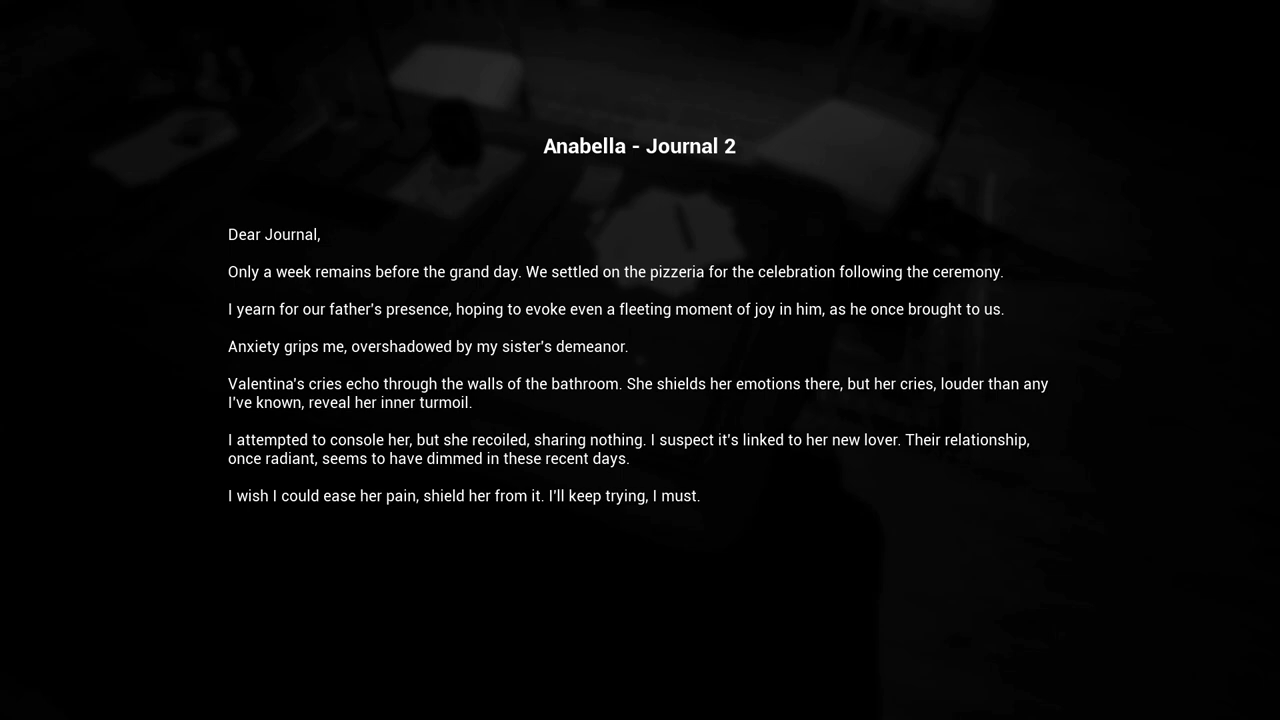 Anabella - Journal 2
Dear Journal,
Only a week remains before the grand day. We settled on the pizzeria for the celebration following the ceremony.
I yearn for our father's presence, hoping to evoke even a fleeting moment of joy in him, as he once brought to us.
Anxiety grips me, overshadowed by my sister's demeanor.
Valentina's cries echo through the walls of the bathroom. She shields her emotions there, but her cries, louder than any
I've known, reveal her inner turmoil.
I attempted to console her, but she recoiled, sharing nothing. I suspect it's linked to her new lover. Their relationship,
once radiant, seems to have dimmed in these recent days.
I wish I could ease her pain, shield her from it. I'll keep trying, I must.